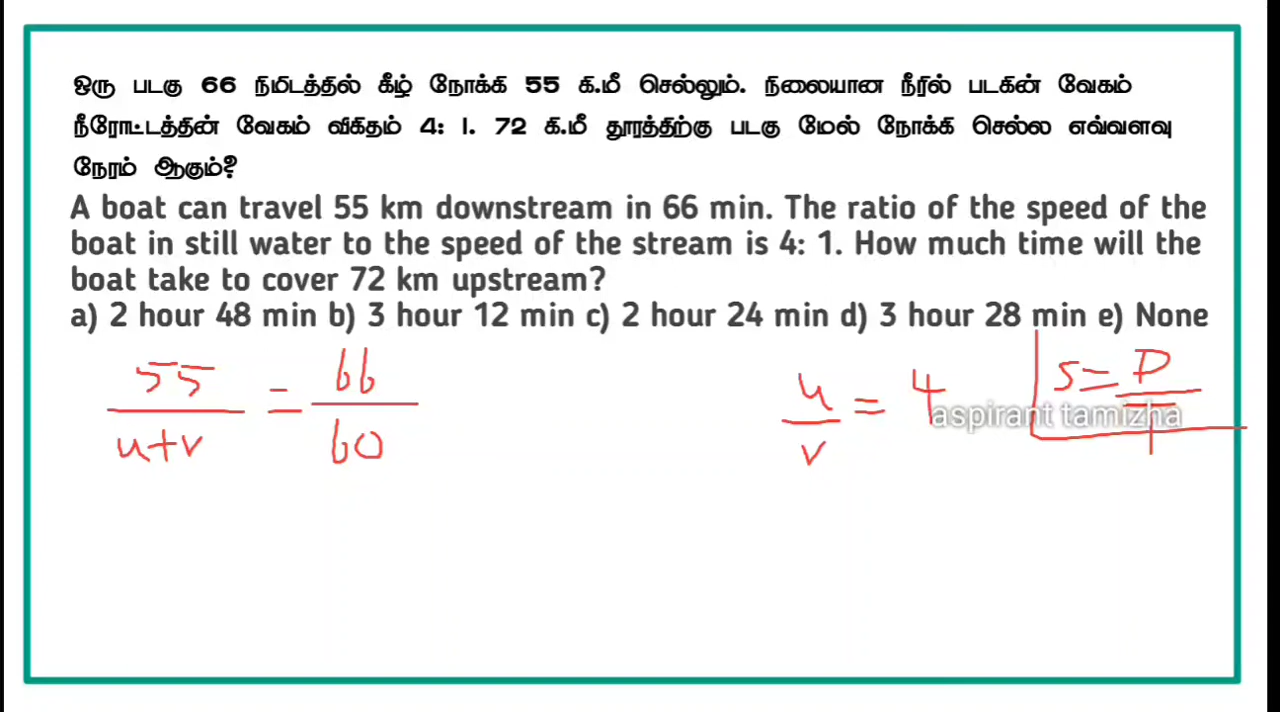 ஒரு படகு 66 நிமிடத்தில் கீழ் நோக்கி 55 கி.மீ செல்லும். நிலையான நீரில் படகின் வேகம்
நீரோட்டத்தின் வேகம் விகிதம் 4: 1. 72 கி.மீ தூரத்திற்கு படகு மேல் நோக்கி செல்ல எவ்வளவு
நேரம் ஆகும்?
A boat can travel 55 km downstream in 66 min. The ratio of the speed of the
boat in still water to the speed of the stream is 4: 1. How much time will the
boat take to cover 72 km upstream?
a) 2 hour 48 min b) 3 hour 12 min c) 2 hour 24 min d) 3 hour 28 min e) None
55/u+v = 66/60
u/v = 4
S = D/T
aspirant tamizha